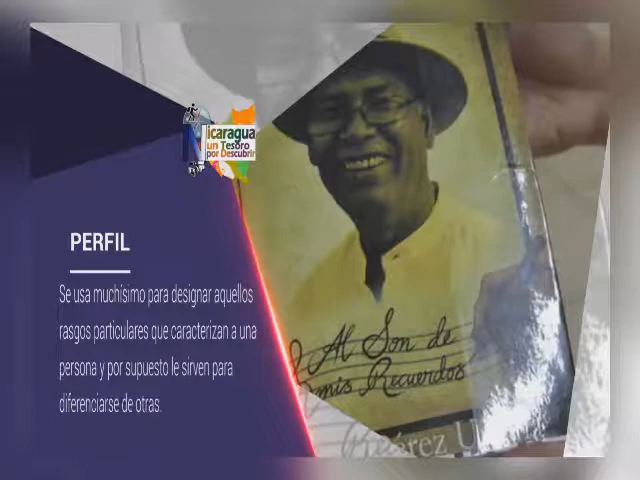 Nicaragua
un Tesoro
por Descubrir
PERFIL
Se usa muchísimo para designar aquellos
rasgos particulares que caracterizan a una
persona y por supuesto le sirven para
diferenciarse de otras.
Al Son de
mis Recuerdos